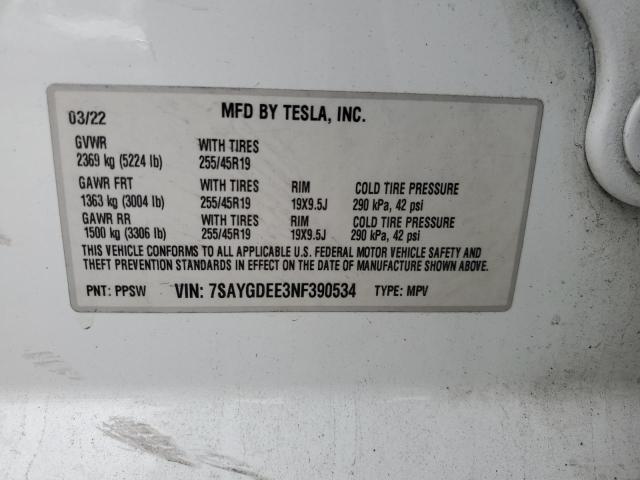 03/22 MFD BY TESLA, INC.
GVWR WITH TIRES
2369 kg (5224 lb) 255/45R19
GAWR FRT WITH TIRES RIM COLD TIRE PRESSURE
1363 kg (3004 lb) 255/45R19 19X9.5J 290 kPa, 42 psi
GAWR RR WITH TIRES RIM COLD TIRE PRESSURE
1500 kg (3306 lb) 255/45R19 19X9.5J 290 kPa, 42 psi
THIS VEHICLE CONFORMS TO ALL APPLICABLE U.S. FEDERAL MOTOR VEHICLE SAFETY AND
THEFT PREVENTION STANDARDS IN EFFECT ON THE DATE OF MANUFACTURE SHOWN ABOVE.
PNT: PPSW VIN: 7SAYGDEE3NF390534 TYPE: MPV